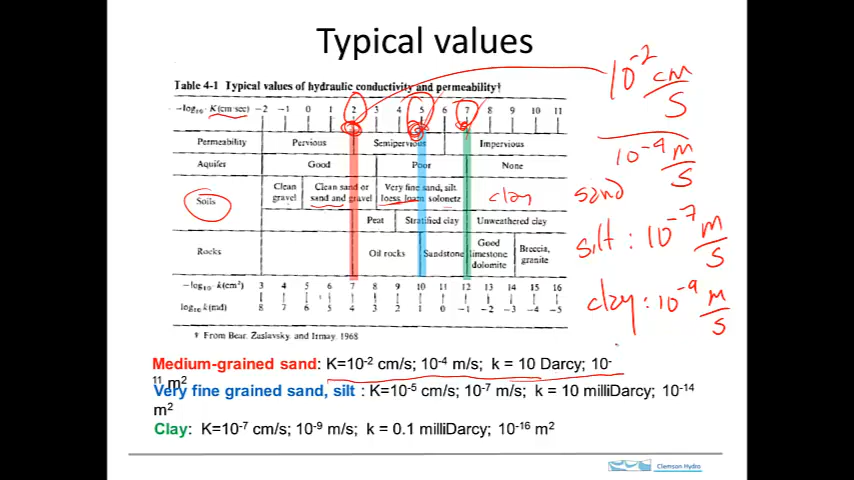 Typical values
Table 4-1 Typical values of hydraulic conductivity and permeability†
−log₁₀ K(cm sec) −2 −1 0 1 2 3 4 5 6 7 8 9 10 11
Permeability Pervious Semipervious Impervious
Aquifer Good Poor None
Soils Clean gravel Clean sand or sand and gravel Very fine sand, silt loess loam solonetz clay
Peat Stratified clay Unweathered clay
Rocks Oil rocks Sandstone Good limestone dolomite Breccia, granite
−log₁₀ k(cm²) 3 4 5 6 7 8 9 10 11 12 13 14 15 16
log₁₀ k(md) 8 7 6 5 4 3 2 1 0 −1 −2 −3 −4 −5
† From Bear, Zaslavsky, and Irmay, 1968
10⁻² cm/s
m/s
sand
silt : 10⁻⁷ m/s
clay : 10⁻⁹ m/s
Medium-grained sand: K=10-2 cm/s; 10-4 m/s; k = 10 Darcy; 10-
11 m2
Very fine grained sand, silt : K=10-5 cm/s; 10-7 m/s; k = 10 milliDarcy; 10-14
m2
Clay: K=10-7 cm/s; 10-9 m/s; k = 0.1 milliDarcy; 10-16 m2
Clemson Hydro